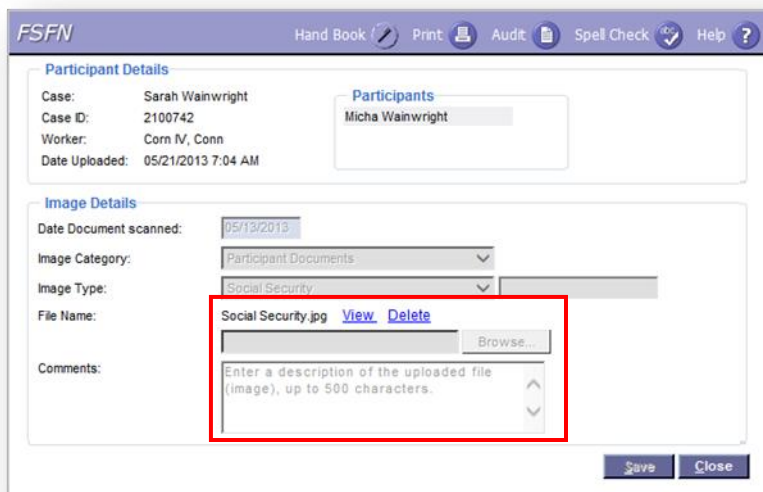 FSFN
Hand Book Print Audit abc Spell Check Help ?
Participant Details
Case: Sarah Wainwright
Case ID: 2100742
Worker: Corn IV, Conn
Date Uploaded: 05/21/2013 7:04 AM
Participants
Micha Wainwright
Image Details
Date Document scanned: 05/13/2013
Image Category: Participant Documents
Image Type: Social Security
File Name: Social Security.jpg View Delete
Browse...
Comments: Enter a description of the uploaded file
(image), up to 500 characters.
Save Close